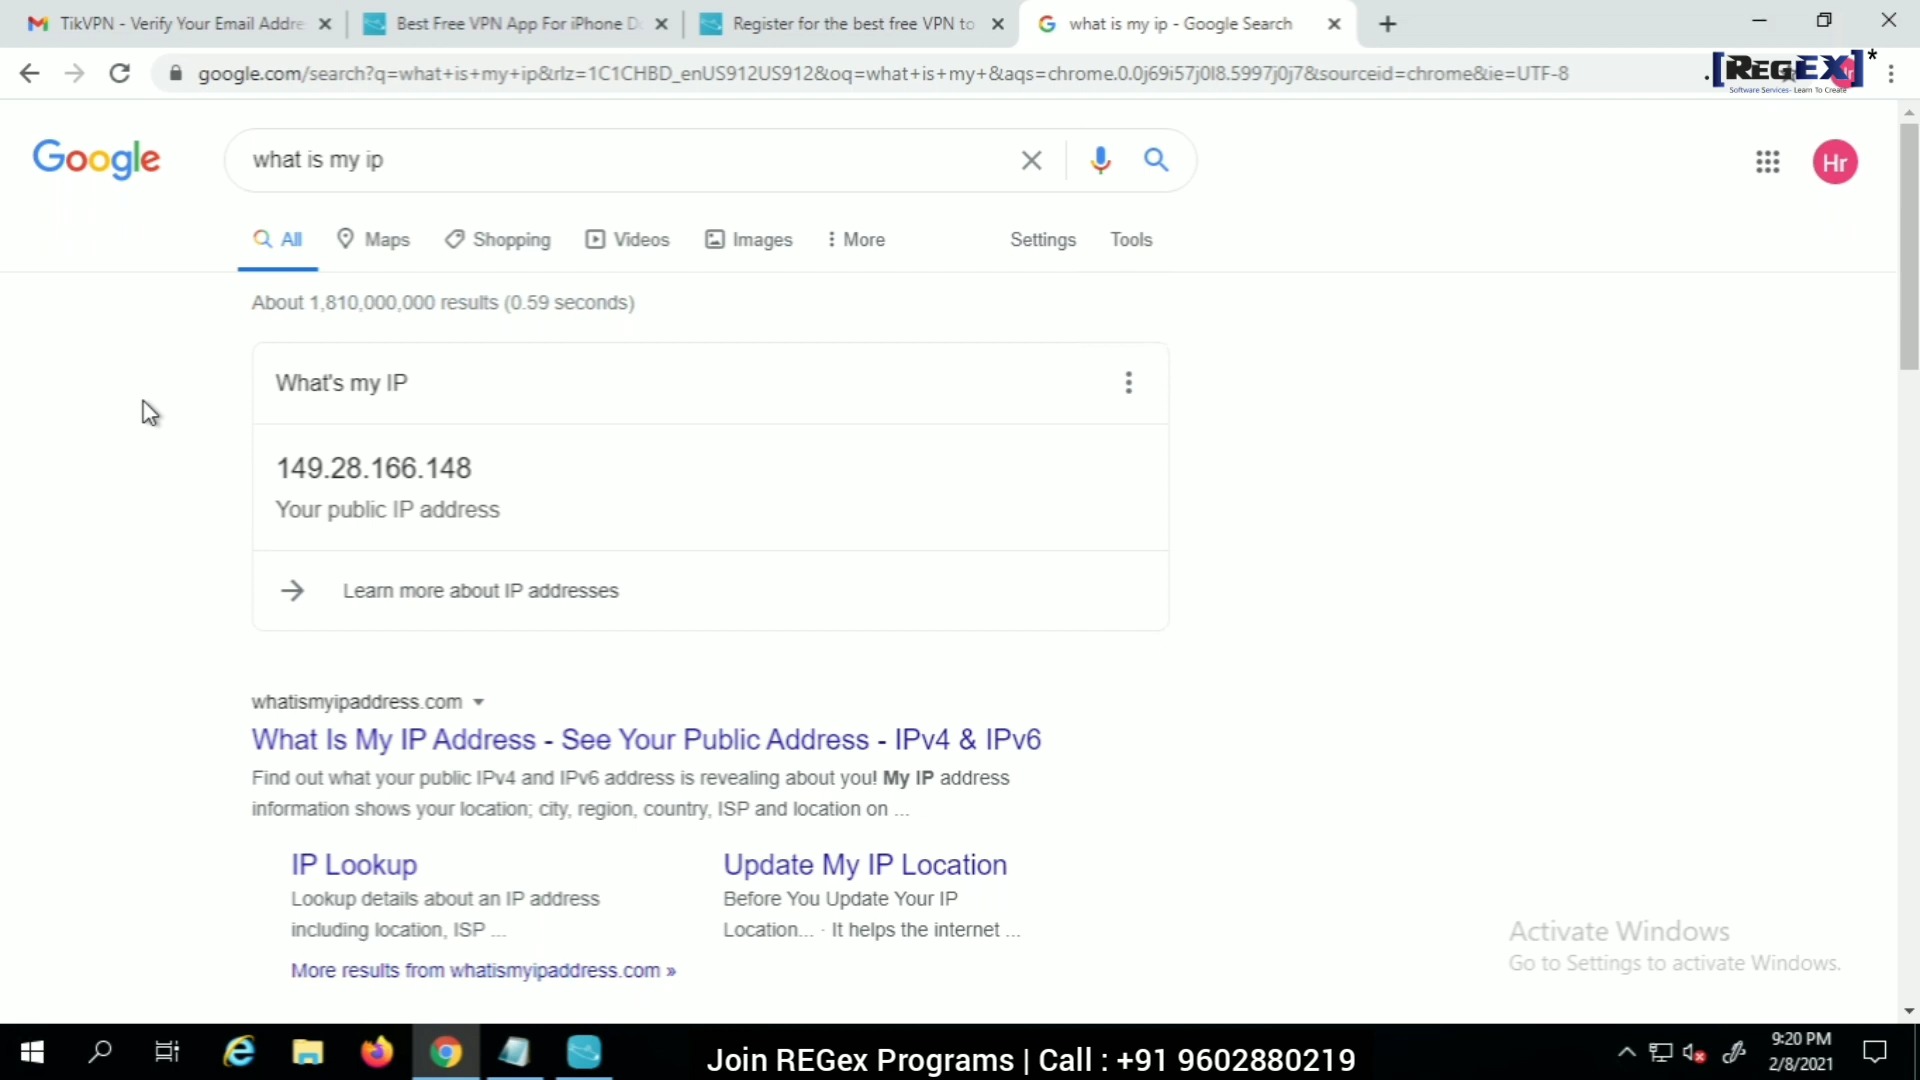 TikVPN - Verify Your Email Addre
Best Free VPN App For iPhone D
Register for the best free VPN to
what is my ip - Google Search
google.com/search?q=what+is+my+ip&rlz=1C1CHBD_enUS912US912&oq=what+is+my+&aqs=chrome.0.0j69i57j0l8.5997j0j7&sourceid=chrome&ie=UTF-8
.[REGEX]*
Software Services- Learn To Create
Google
what is my ip
Hr
All
Maps
Shopping
Videos
Images
More
Settings
Tools
About 1,810,000,000 results (0.59 seconds)
What's my IP
149.28.166.148
Your public IP address
Learn more about IP addresses
whatismyipaddress.com
What Is My IP Address - See Your Public Address - IPv4 & IPv6
Find out what your public IPv4 and IPv6 address is revealing about you! My IP address
information shows your location; city, region, country, ISP and location on ...
IP Lookup
Lookup details about an IP address
including location, ISP ...
Update My IP Location
Before You Update Your IP
Location... · It helps the internet ...
More results from whatismyipaddress.com »
Activate Windows
Go to Settings to activate Windows.
Join REGex Programs | Call : +91 9602880219
9:20 PM
2/8/2021